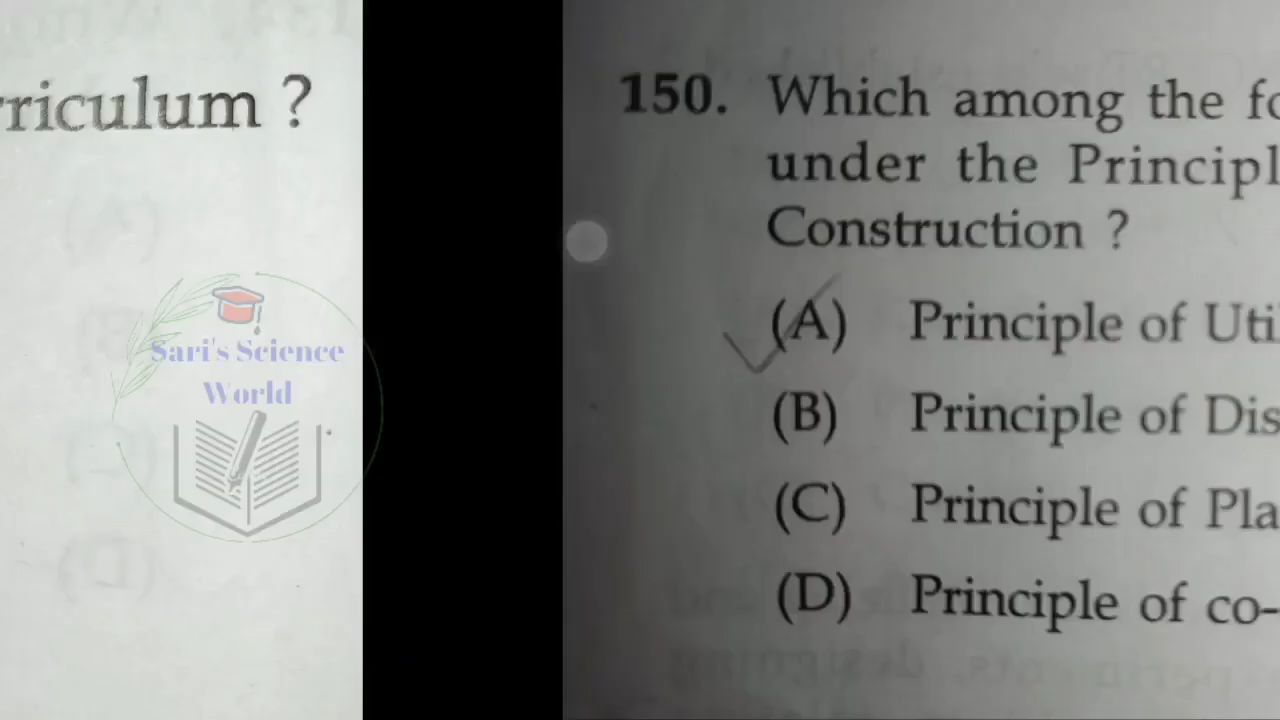 rriculum ?
Sari's Science
World
150. Which among the fo
under the Principl
Construction ?
(A) Principle of Uti
(B) Principle of Dis
(C) Principle of Pla
(D) Principle of co-